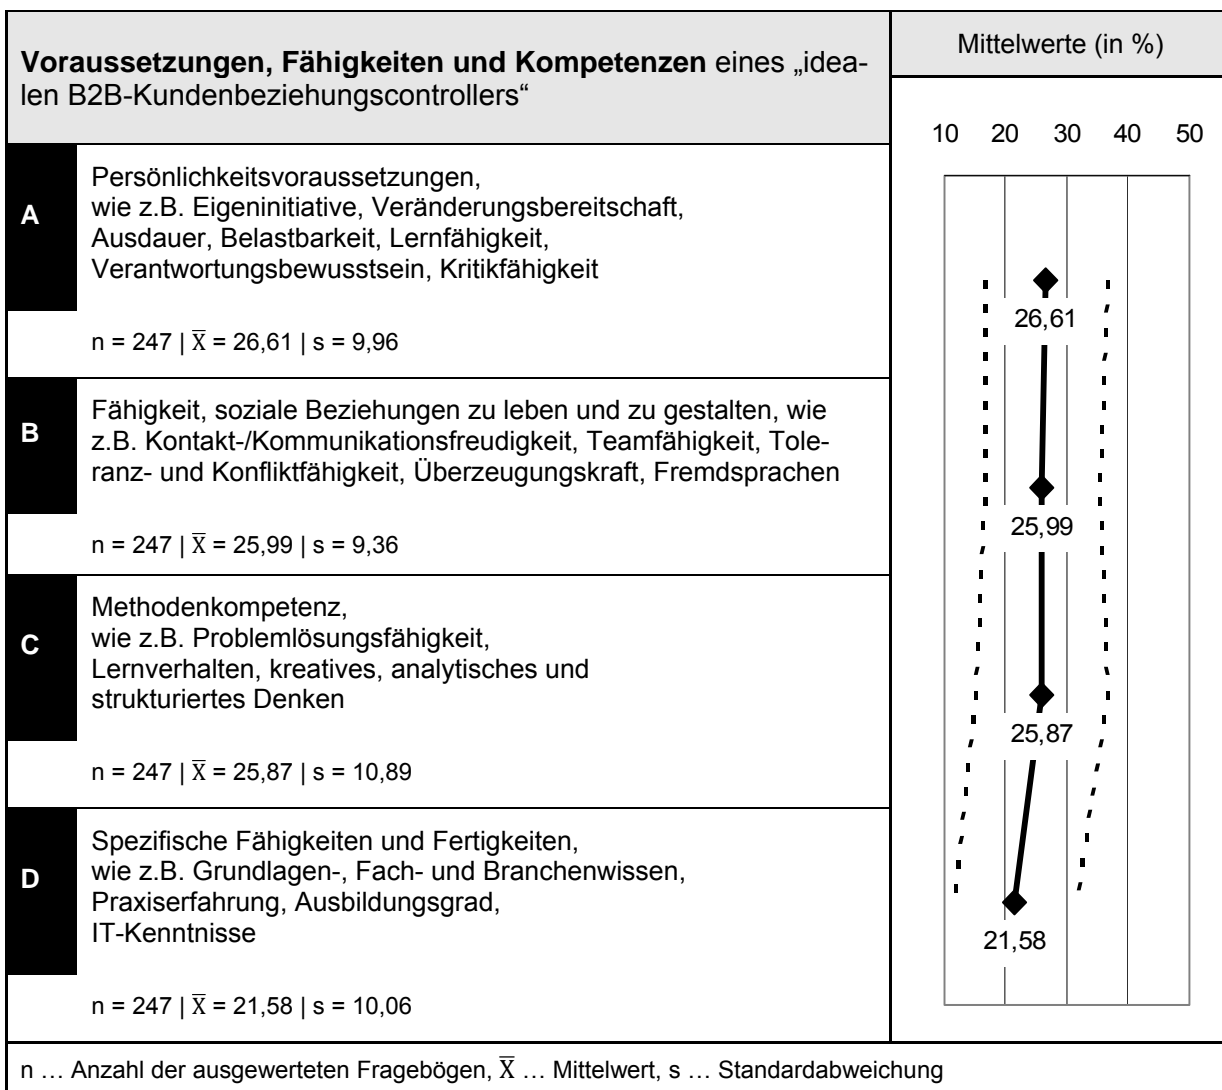 Voraussetzungen, Fähigkeiten und Kompetenzen eines „idea-
len B2B-Kundenbeziehungscontrollers“
Mittelwerte (in %)
10 20 30 40 50
A
Persönlichkeitsvoraussetzungen,
wie z.B. Eigeninitiative, Veränderungsbereitschaft,
Ausdauer, Belastbarkeit, Lernfähigkeit,
Verantwortungsbewusstsein, Kritikfähigkeit
n = 247 | X̅ = 26,61 | s = 9,96
26,61
B
Fähigkeit, soziale Beziehungen zu leben und zu gestalten, wie
z.B. Kontakt-/Kommunikationsfreudigkeit, Teamfähigkeit, Tole-
ranz- und Konfliktfähigkeit, Überzeugungskraft, Fremdsprachen
n = 247 | X̅ = 25,99 | s = 9,36
25,99
C
Methodenkompetenz,
wie z.B. Problemlösungsfähigkeit,
Lernverhalten, kreatives, analytisches und
strukturiertes Denken
n = 247 | X̅ = 25,87 | s = 10,89
25,87
D
Spezifische Fähigkeiten und Fertigkeiten,
wie z.B. Grundlagen-, Fach- und Branchenwissen,
Praxiserfahrung, Ausbildungsgrad,
IT-Kenntnisse
n = 247 | X̅ = 21,58 | s = 10,06
21,58
n … Anzahl der ausgewerteten Fragebögen, X̅ … Mittelwert, s … Standardabweichung